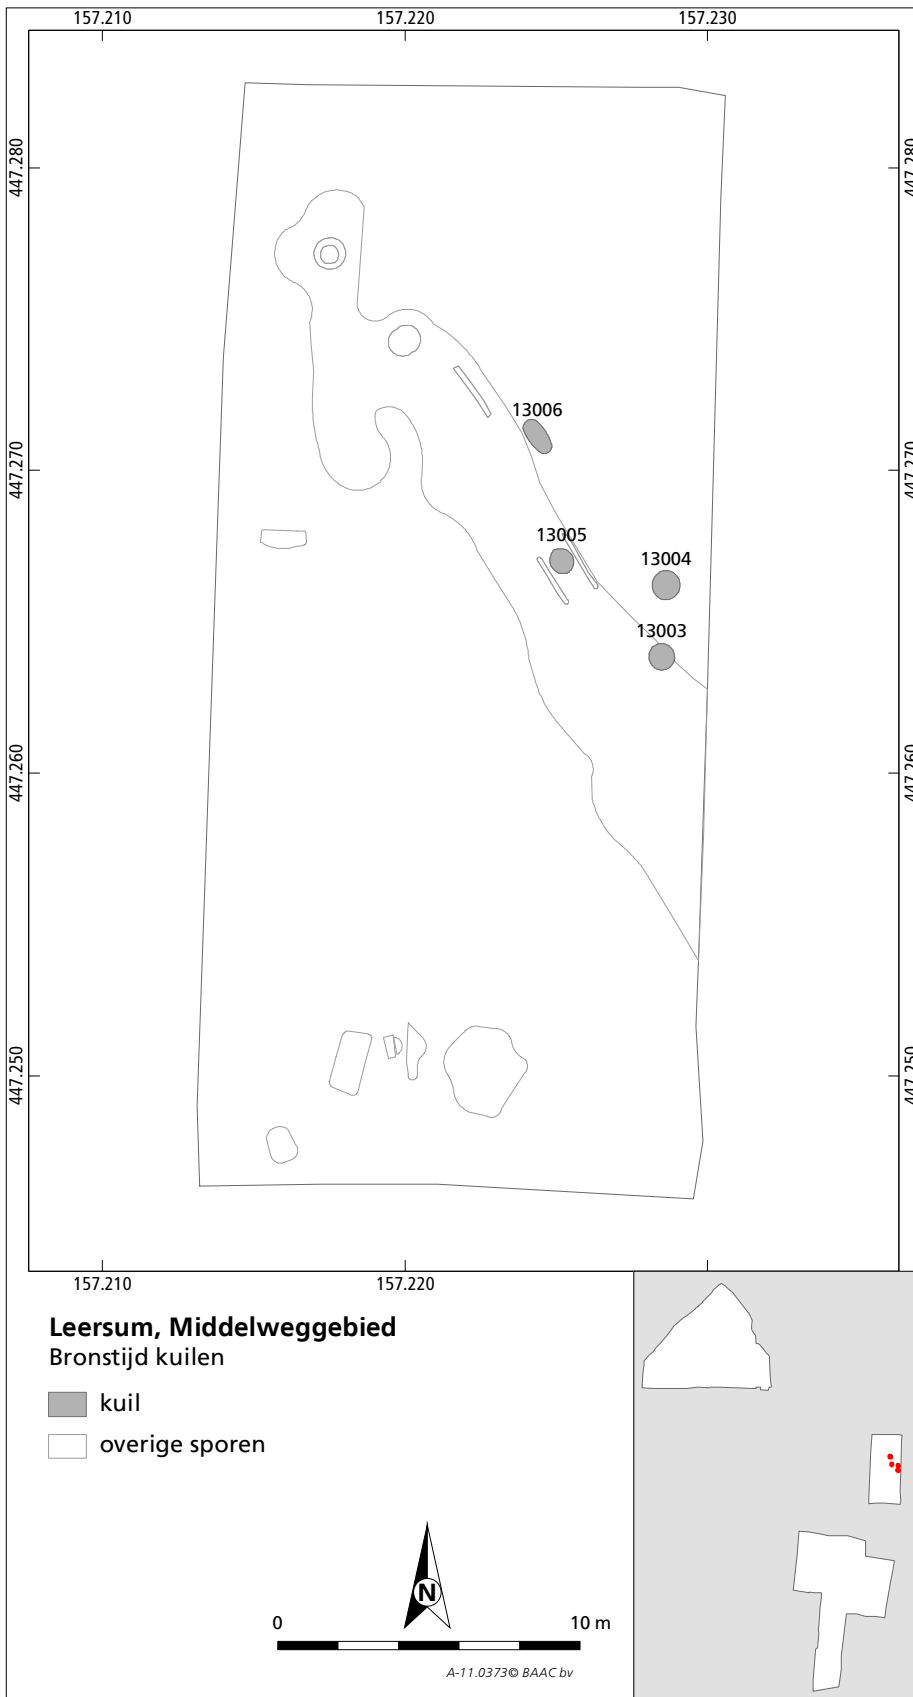 157.210 157.220 157.230
447.280 447.280
13006
447.270 447.270
13005
13004
13003
447.260 447.260
447.250 447.250
157.210 157.220
Leersum, Middelweggebied
Bronstijd kuilen
kuil
overige sporen
N
0 10 m
A-11.0373© BAAC bv